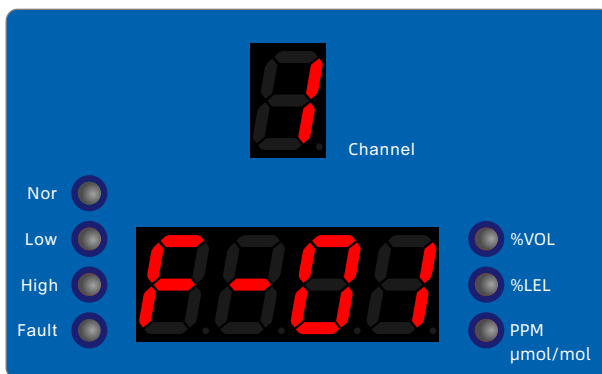 1
Channel
Nor
Low
High
Fault
F-01
%VOL
%LEL
PPM
μmol/mol